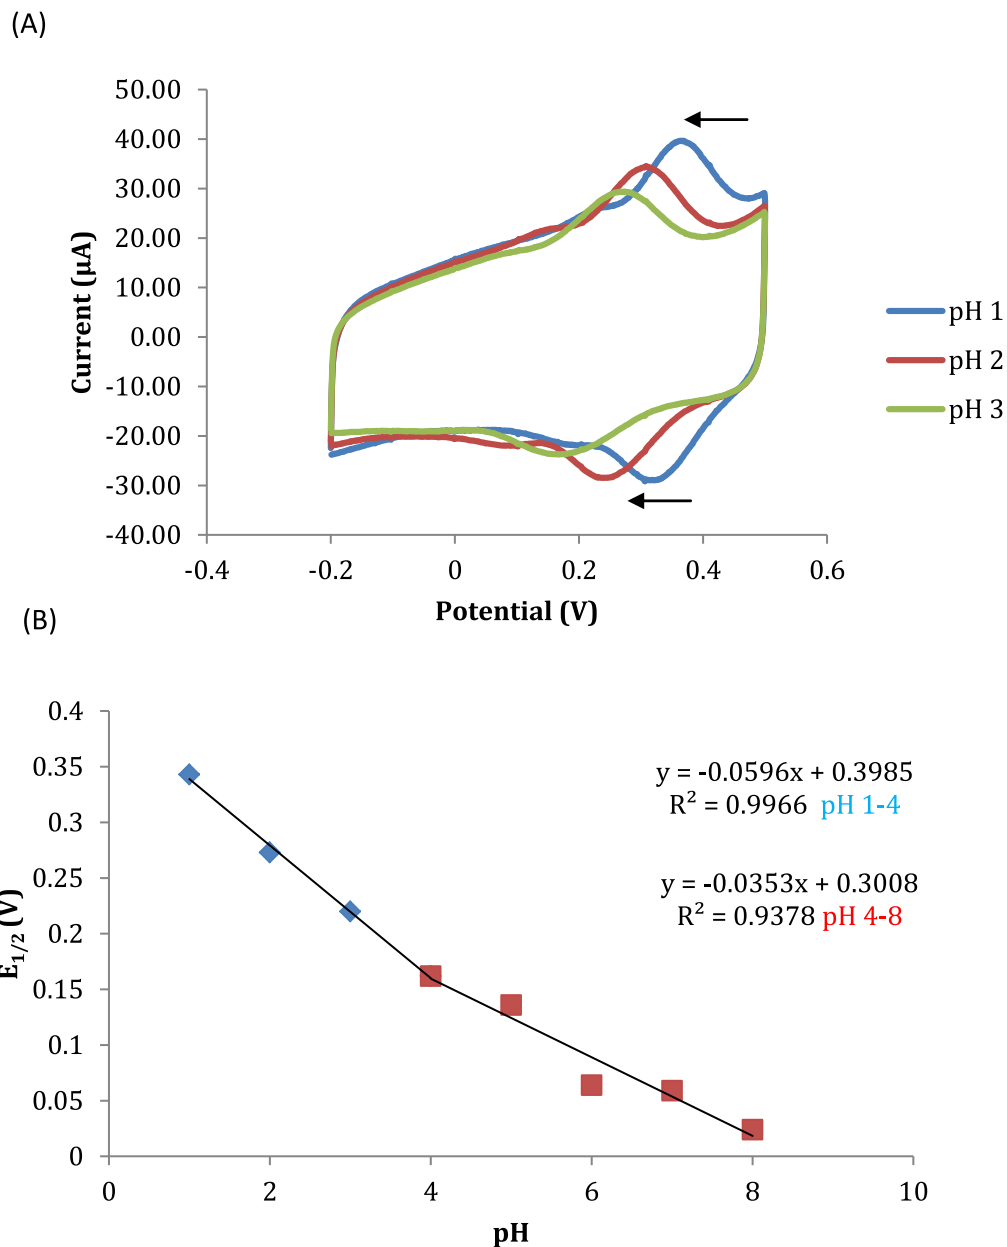 (A)
50.00
40.00
30.00
20.00
10.00
0.00
-10.00
-20.00
-30.00
-40.00
Current (µA)
-0.4 -0.2 0 0.2 0.4 0.6
Potential (V)
pH 1
pH 2
pH 3
(B)
0.4
0.35
0.3
0.25
0.2
0.15
0.1
0.05
0
E1/2 (V)
y = -0.0596x + 0.3985
R² = 0.9966 pH 1-4
y = -0.0353x + 0.3008
R² = 0.9378 pH 4-8
0 2 4 6 8 10
pH